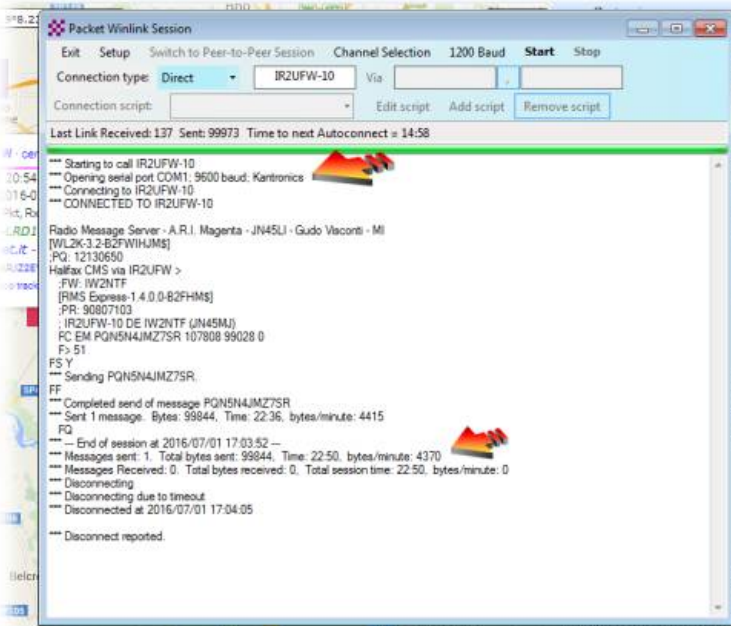 Packet Winlink Session
Exit Setup Switch to Peer-to-Peer Session Channel Selection 1200 Baud Start Stop
Connection type: Direct IR2UFW-10 Via
Connection script: Edit script Add script Remove script
Last Link Received: 137 Sent: 99973 Time to next Autoconnect = 14:58
*** Starting to call IR2UFW-10
*** Opening serial port COM1; 9600 baud; Kantronics
*** Connecting to IR2UFW-10
*** CONNECTED TO IR2UFW-10
Radio Message Server - A.R.I. Magenta - JN45LI - Gudo Visconti - MI
[WL2K-3.2-B2FWIHJM$]
;PQ: 12130650
Halifax CMS via IR2UFW >
;FW: IW2NTF
[RMS Express-1.4.0.0-B2FHM$]
;PR: 90807103
; IR2UFW-10 DE IW2NTF (JN45MJ)
FC EM PQN5N4JMZ7SR 107808 99028 0
F> 51
FS Y
*** Sending PQN5N4JMZ7SR.
FF
*** Completed send of message PQN5N4JMZ7SR
*** Sent 1 message. Bytes: 99844, Time: 22:36, bytes/minute: 4415
FQ
*** --- End of session at 2016/07/01 17:03:52 ---
*** Messages sent: 1. Total bytes sent: 99844, Time: 22:50, bytes/minute: 4370
*** Messages Received: 0. Total bytes received: 0, Total session time: 22:50, bytes/minute: 0
*** Disconnecting
*** Disconnecting due to timeout
*** Disconnected at 2016/07/01 17:04:05
*** Disconnect reported.